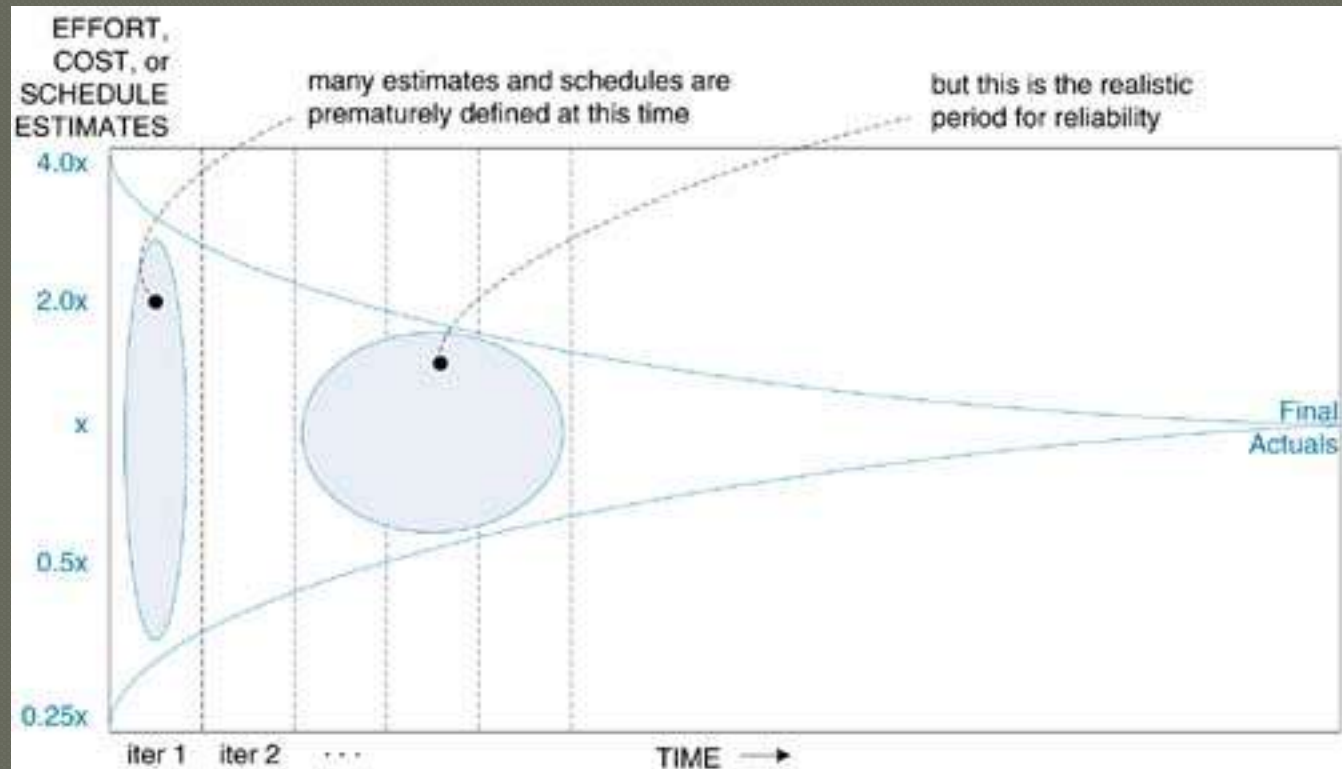 EFFORT,
COST, or
SCHEDULE
ESTIMATES
many estimates and schedules are
prematurely defined at this time
but this is the realistic
period for reliability
4.0x
2.0x
x
0.5x
0.25x
Final
Actuals
iter 1 iter 2 . . . TIME